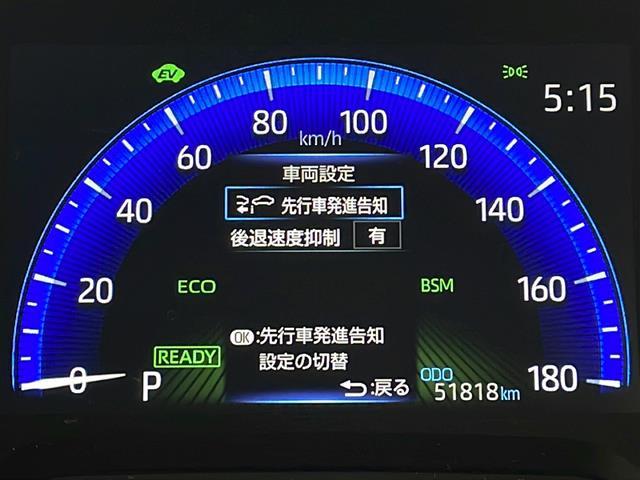 EV
5:15
0
20
40
60
80
100
120
140
160
180
km/h
車両設定
先行車発進告知
後退速度抑制 有
ECO
BSM
OK:先行車発進告知
設定の切替
:戻る
READY
P
ODO
51818km